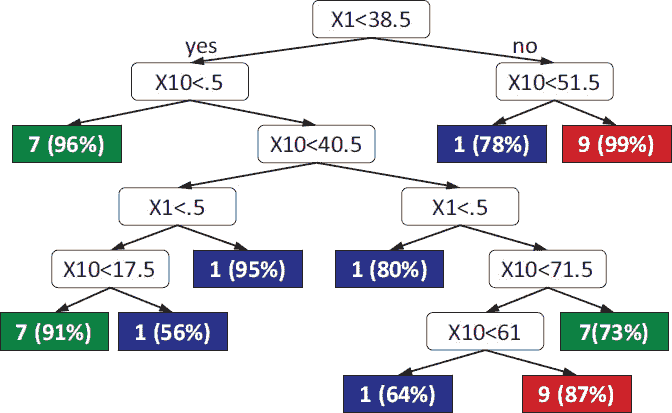 X1<38.5
yes no
X10<.5 X10<51.5
7 (96%) X10<40.5 1 (78%) 9 (99%)
X1<.5 X1<.5
X10<17.5 1 (95%) 1 (80%) X10<71.5
7 (91%) 1 (56%) X10<61 7(73%)
1 (64%) 9 (87%)